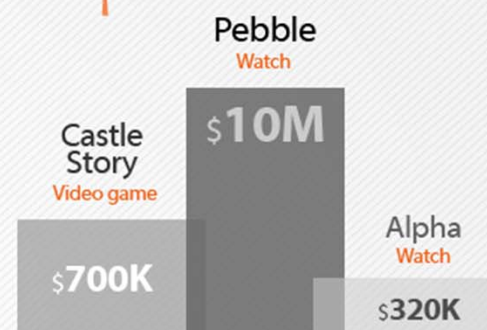 Pebble
Watch
$10M
Castle
Story
Video game
$700K
Alpha
Watch
$320K